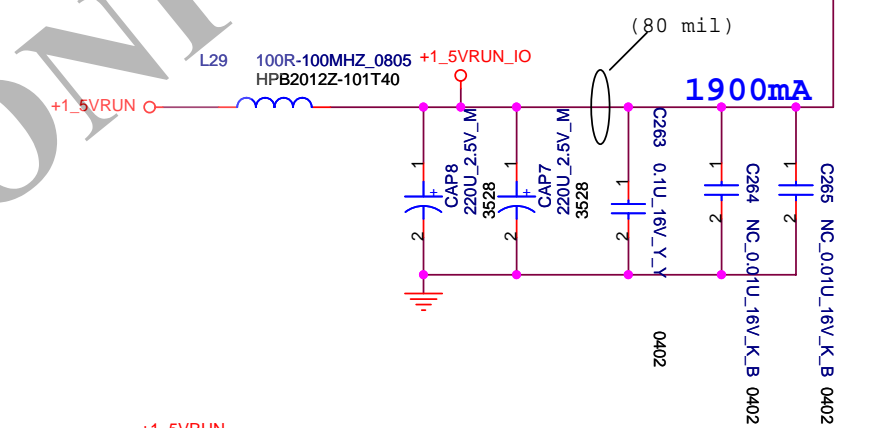 (80 mil)
L29 100R-100MHZ_0805 +1_5VRUN_IO
HPB2012Z-101T40
+1_5VRUN
1900mA
1
2
CAP8
220U_2.5V_M
3528
1
2
CAP7
220U_2.5V_M
3528
1
2
C263 0.1U_16V_Y_Y 0402
1
2
C264 NC_0.01U_16V_K_B 0402
1
2
C265 NC_0.01U_16V_K_B 0402
+1_5VRUN